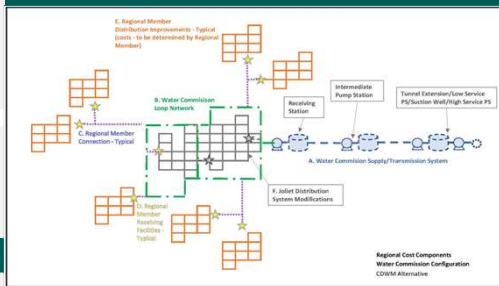 E. Regional Member
Distribution Improvements - Typical
(costs - to be determined by Regional
Member)
B. Water Commisison
Loop Network
C. Regional Member
Connection - Typical
D. Regional
Member
Receiving
Facilities -
Typical
Receiving
Station
Intermediate
Pump Station
Tunnel Extension/Low Service
PS/Suction Well/High Service PS
A. Water Commision Supply/Transmission System
F. Joliet Distribution
System Modifications
Regional Cost Components
Water Commission Configuration
CDWM Alternative